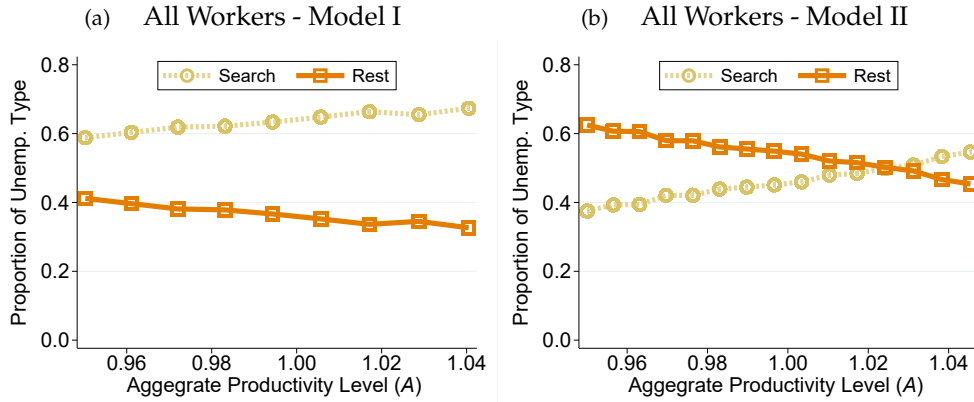 (a) All Workers - Model I
Proportion of Unemp. Type
0.8
0.6
0.4
0.2
0.0
Search Rest
0.96 0.98 1.00 1.02 1.04
Aggegrate Productivity Level (A)
(b) All Workers - Model II
Proportion of Unemp. Type
0.8
0.6
0.4
0.2
0.0
Search Rest
0.96 0.98 1.00 1.02 1.04
Aggegrate Productivity Level (A)